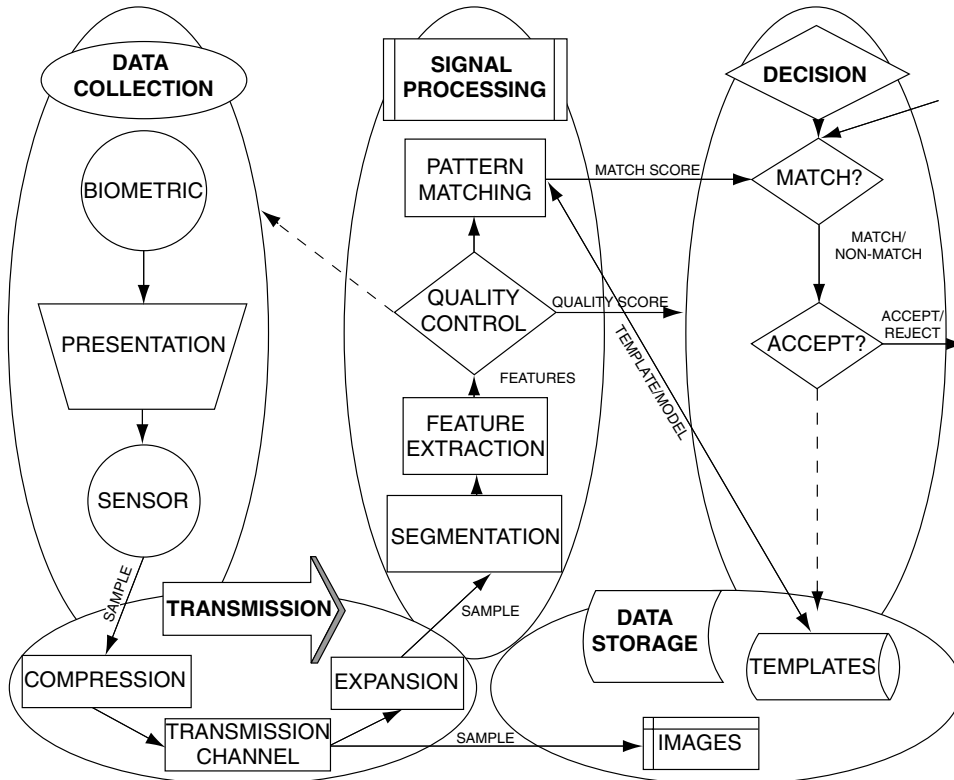 DATA
COLLECTION
BIOMETRIC
PRESENTATION
SENSOR
SAMPLE
TRANSMISSION
COMPRESSION
TRANSMISSION
CHANNEL
EXPANSION
SAMPLE
SAMPLE
SIGNAL
PROCESSING
PATTERN
MATCHING
MATCH SCORE
QUALITY
CONTROL
QUALITY SCORE
FEATURES
FEATURE
EXTRACTION
SEGMENTATION
TEMPLATE/MODEL
DECISION
MATCH?
MATCH/
NON-MATCH
ACCEPT?
ACCEPT/
REJECT
DATA
STORAGE
TEMPLATES
IMAGES